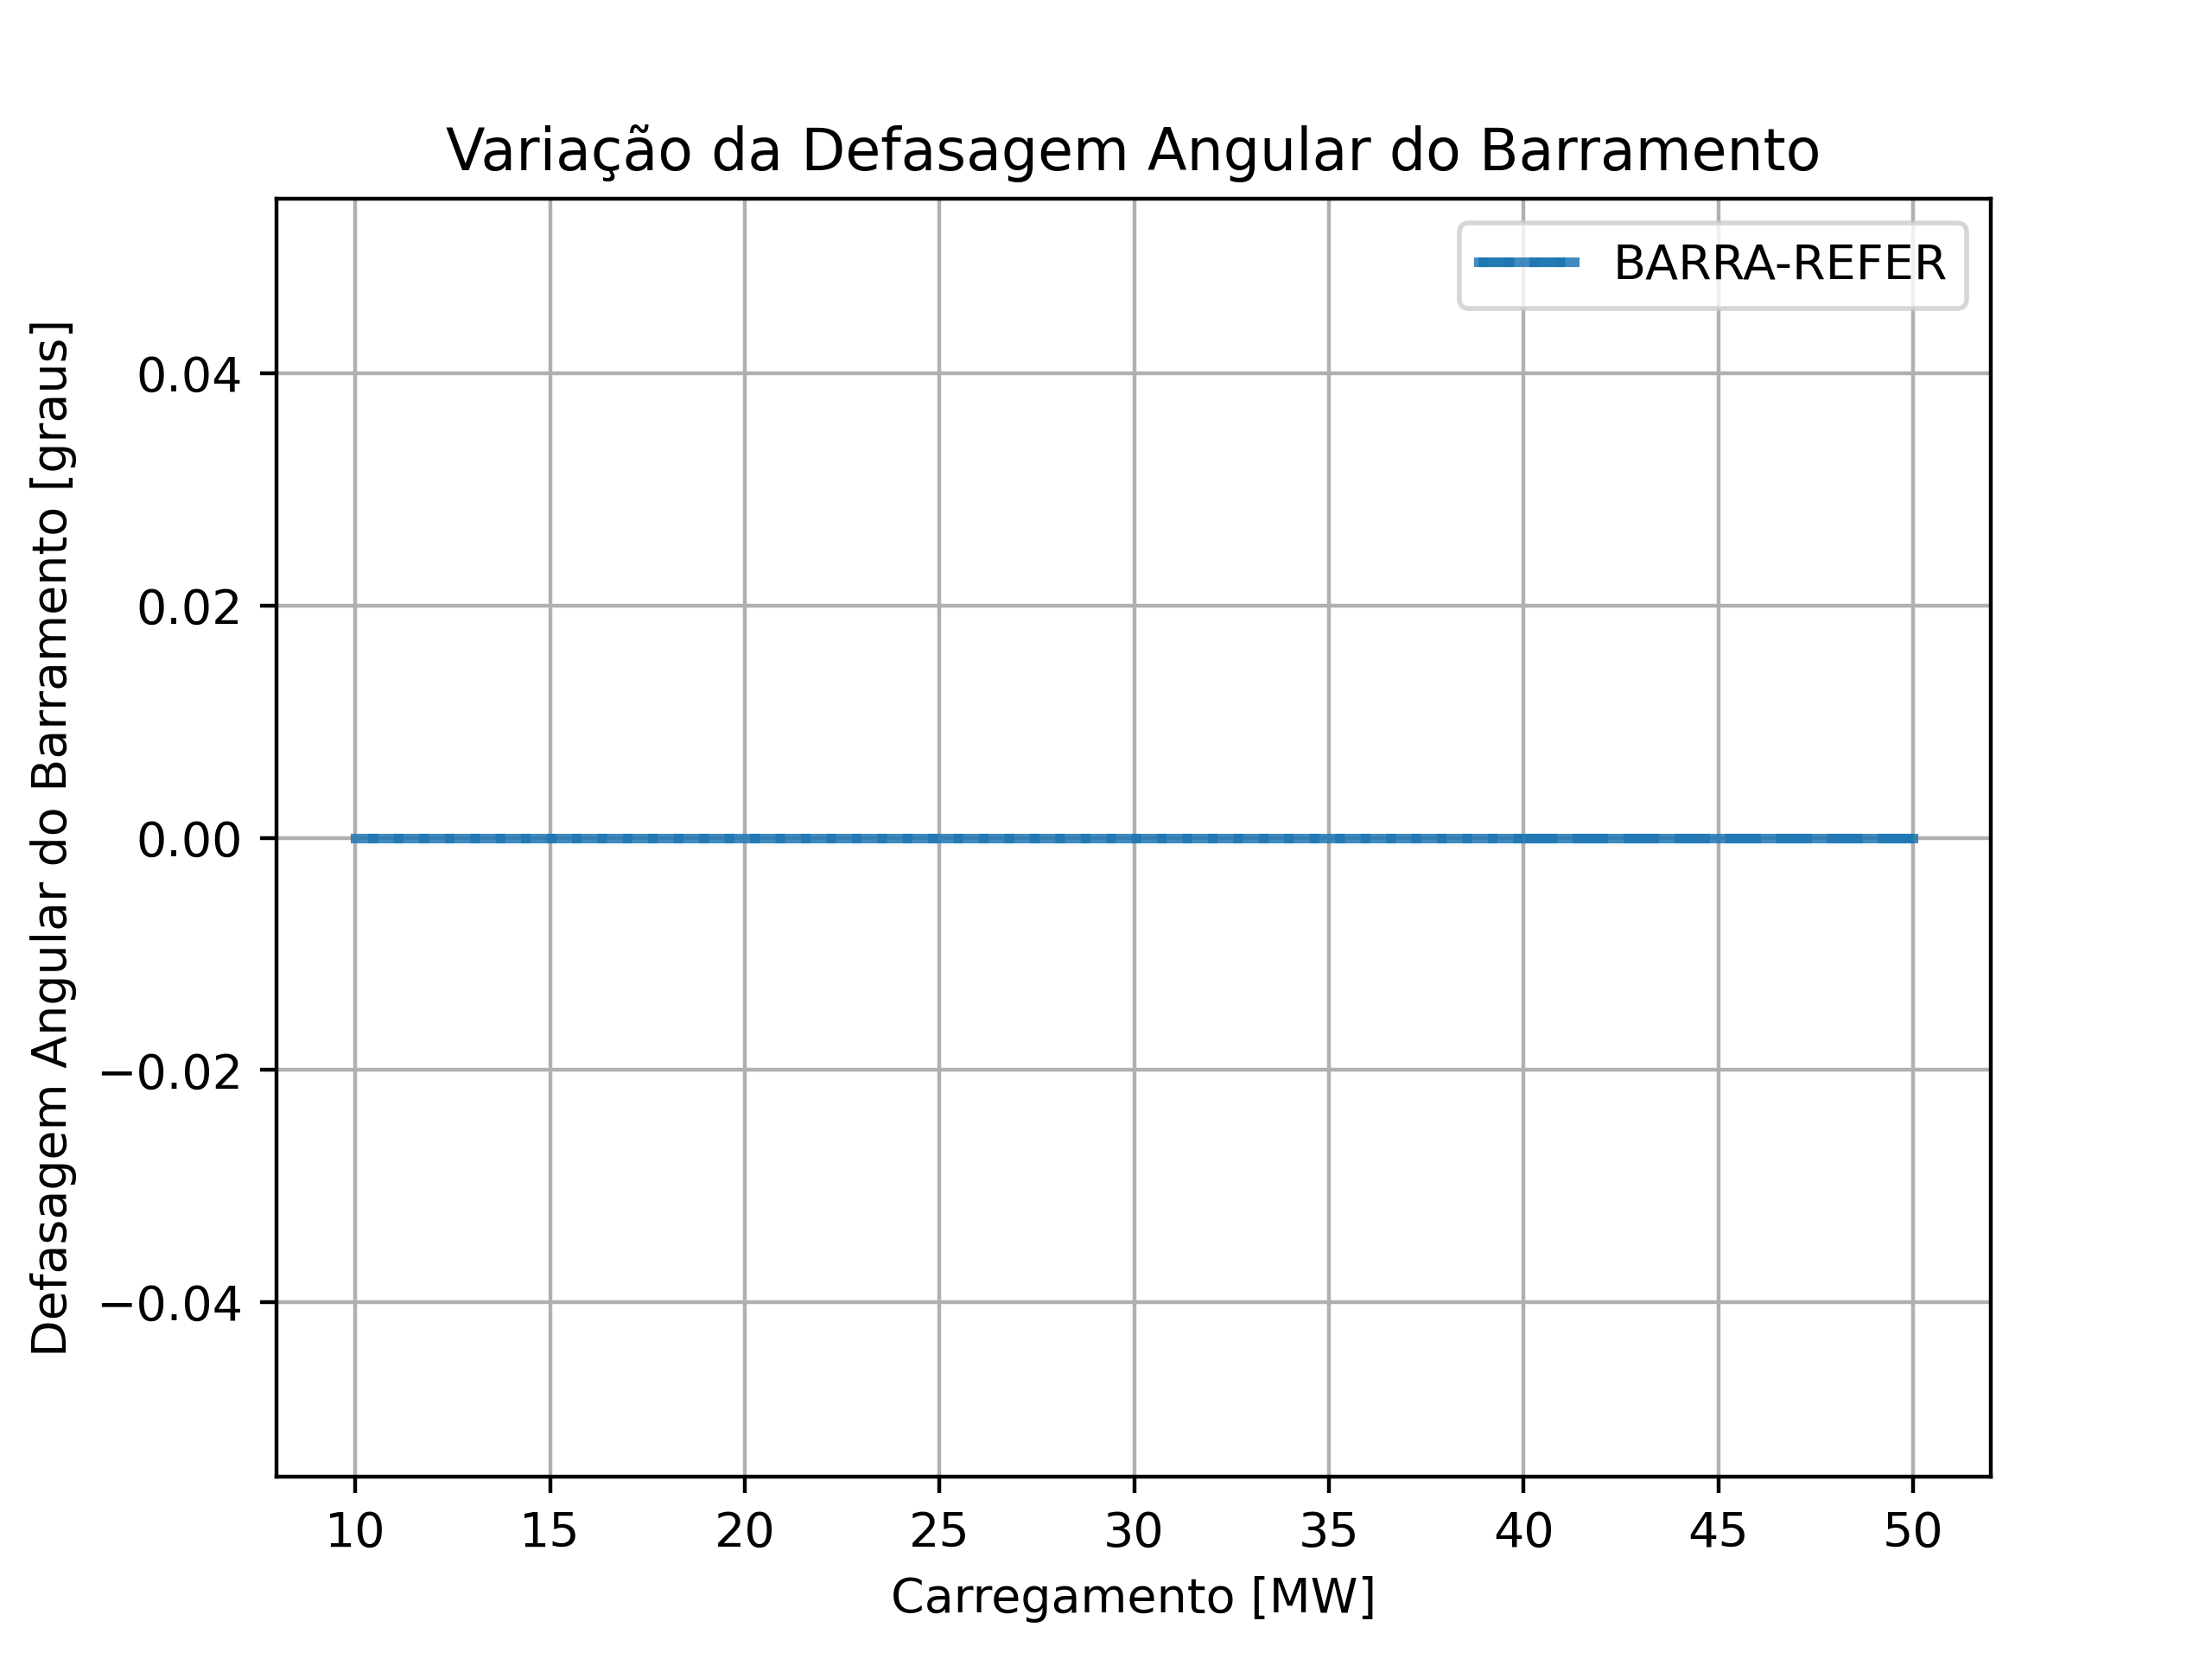 Variação da Defasagem Angular do Barramento
BARRA-REFER
Defasagem Angular do Barramento [graus]
0.04
0.02
0.00
−0.02
−0.04
10 15 20 25 30 35 40 45 50
Carregamento [MW]